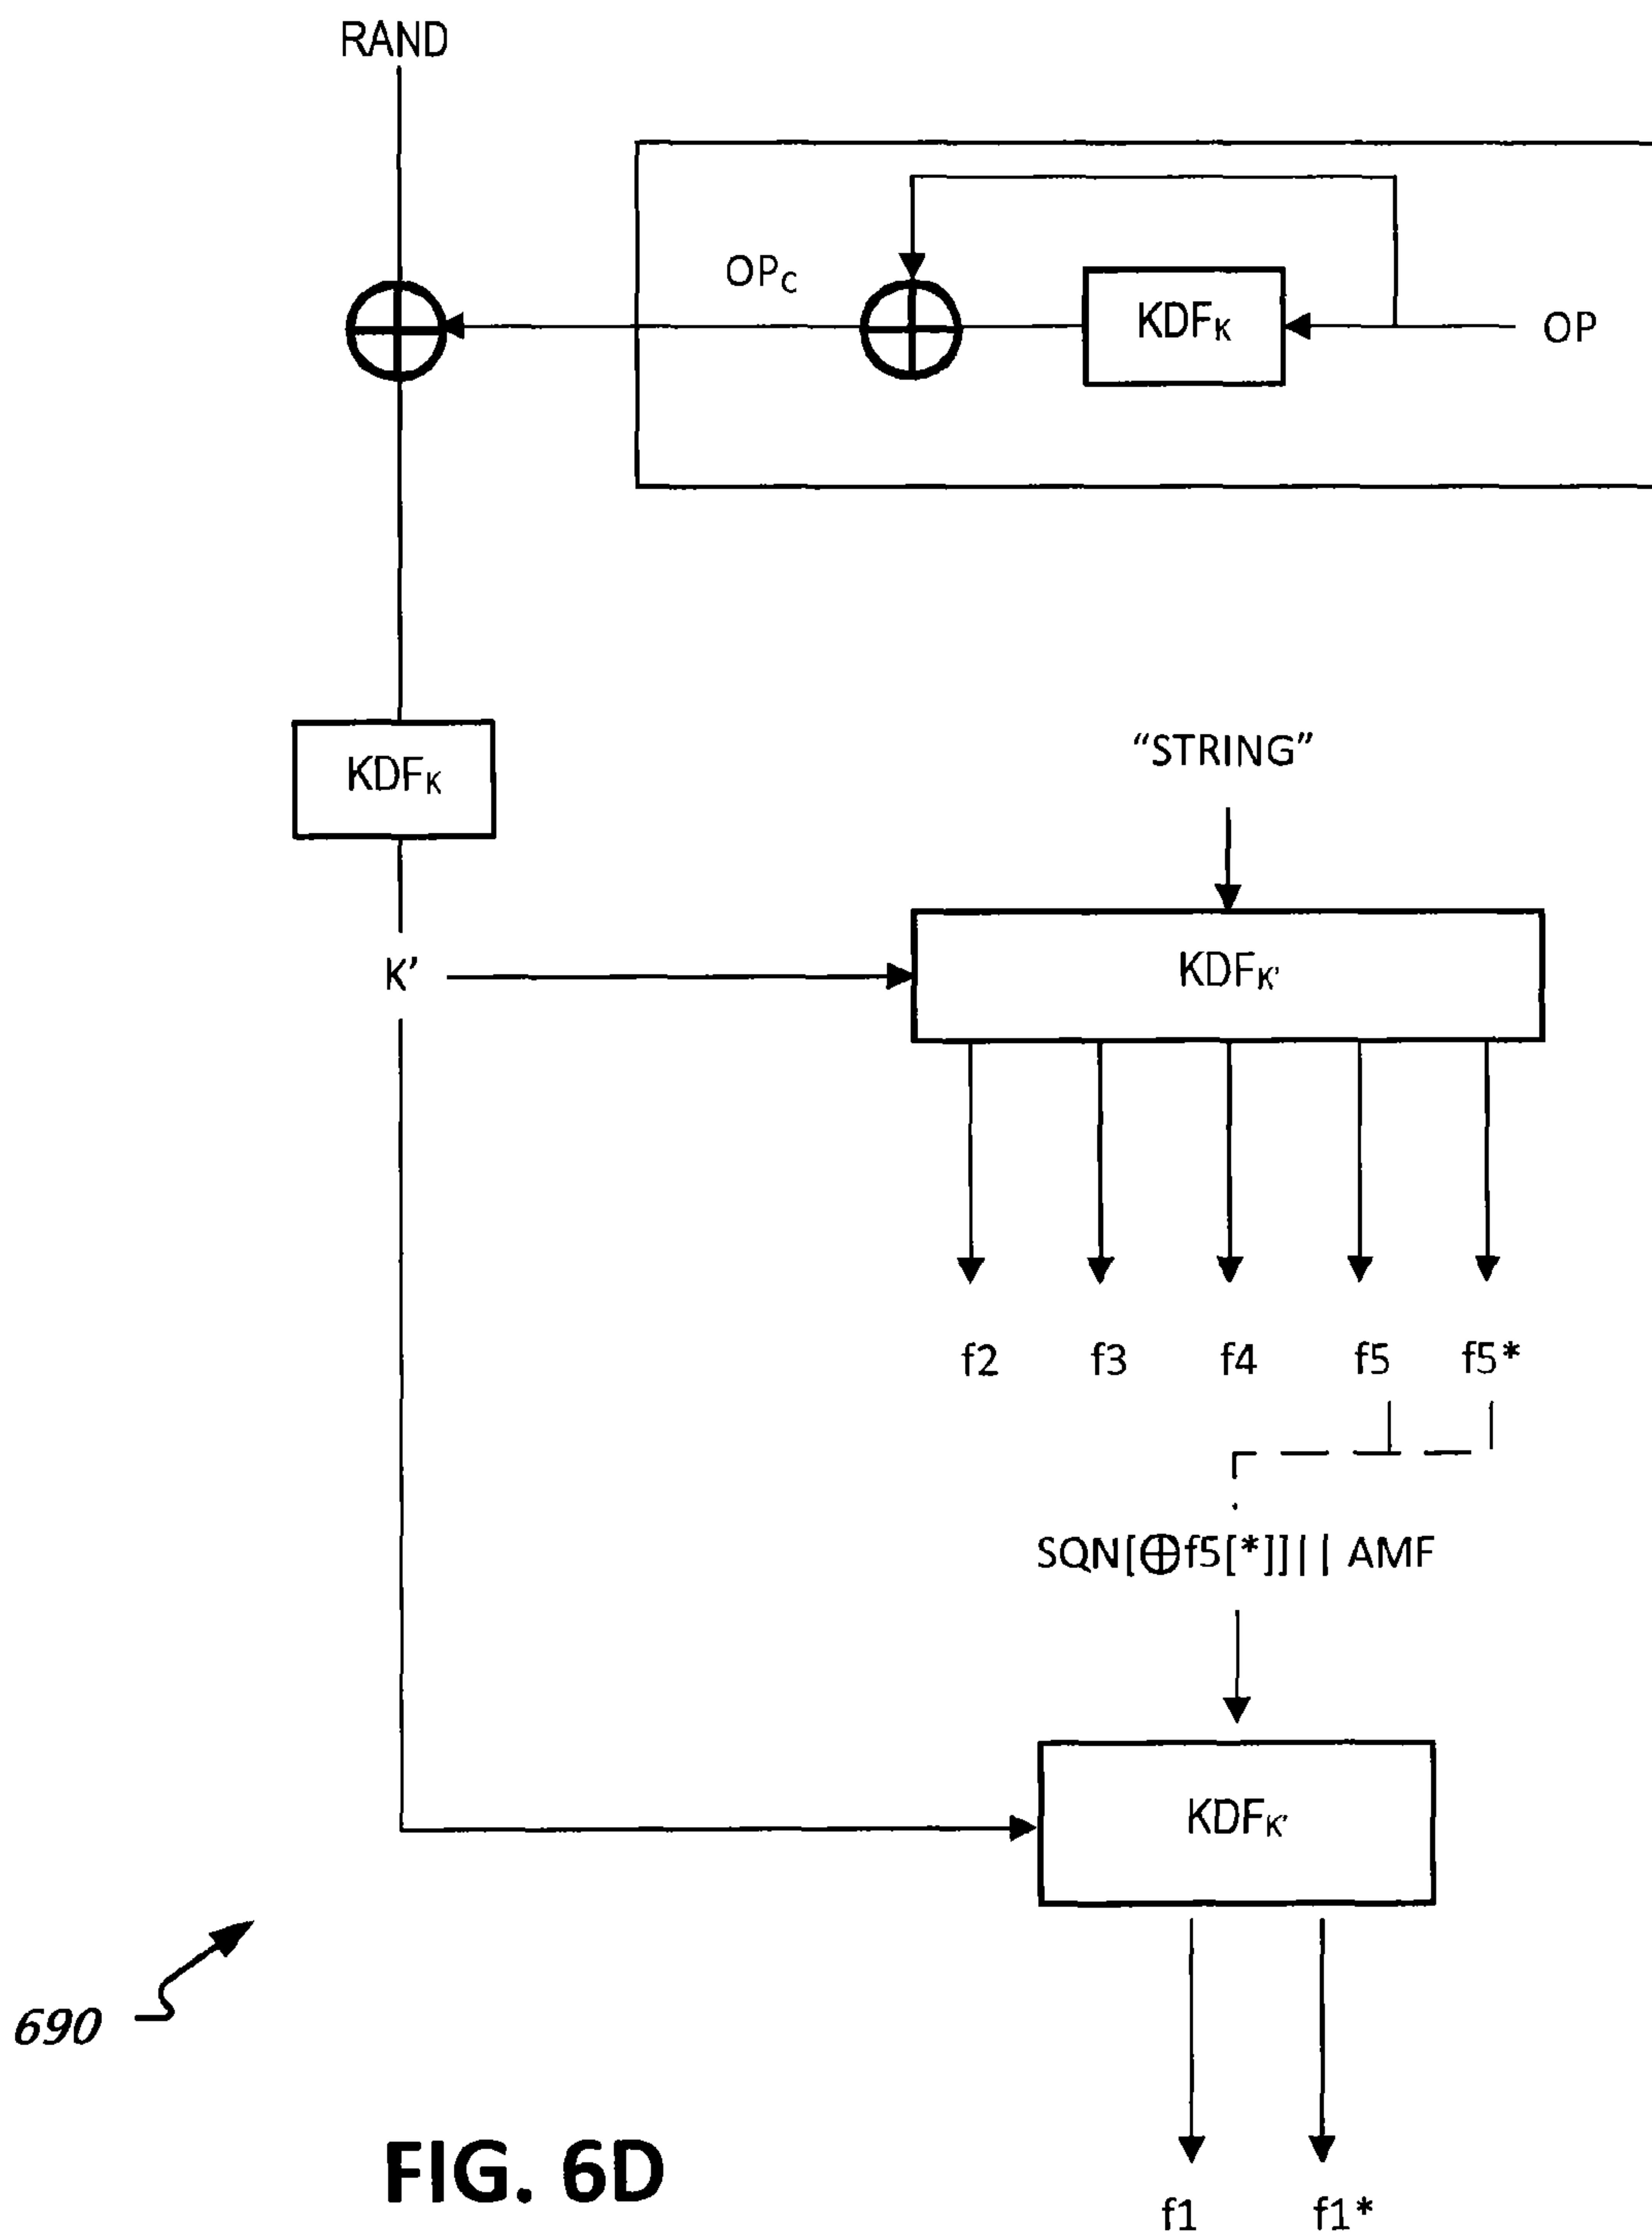 RAND
OPC
KDFK
OP
KDFK
“STRING”
K’
KDFK’
f2 f3 f4 f5 f5*
SQN[⊕f5[*]]|| AMF
KDFK’
690
FIG. 6D
f1 f1*